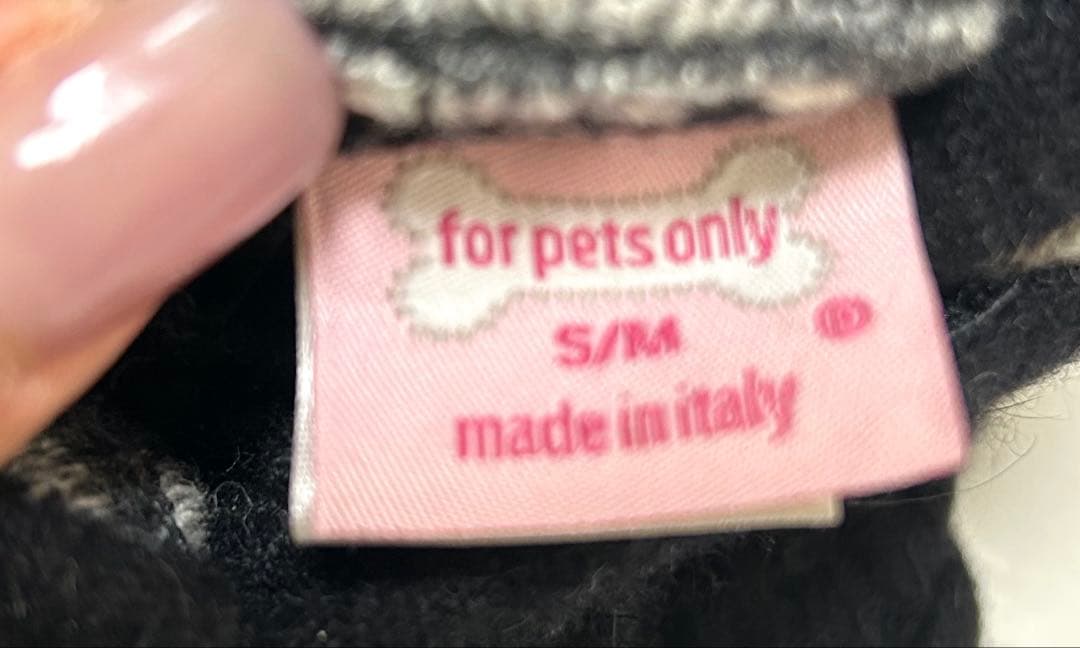 for pets only
S/M
made in italy